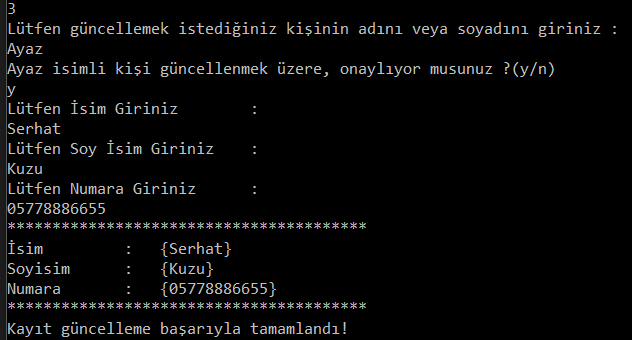 3
Lütfen güncellemek istediğiniz kişinin adını veya soyadını giriniz :
Ayaz
Ayaz isimli kişi güncellenmek üzere, onaylıyor musunuz ?(y/n)
y
Lütfen İsim Giriniz        :
Serhat
Lütfen Soy İsim Giriniz    :
Kuzu
Lütfen Numara Giriniz      :
05778886655
****************************************
İsim         :   {Serhat}
Soyisim      :   {Kuzu}
Numara       :   {05778886655}
****************************************
Kayıt güncelleme başarıyla tamamlandı!